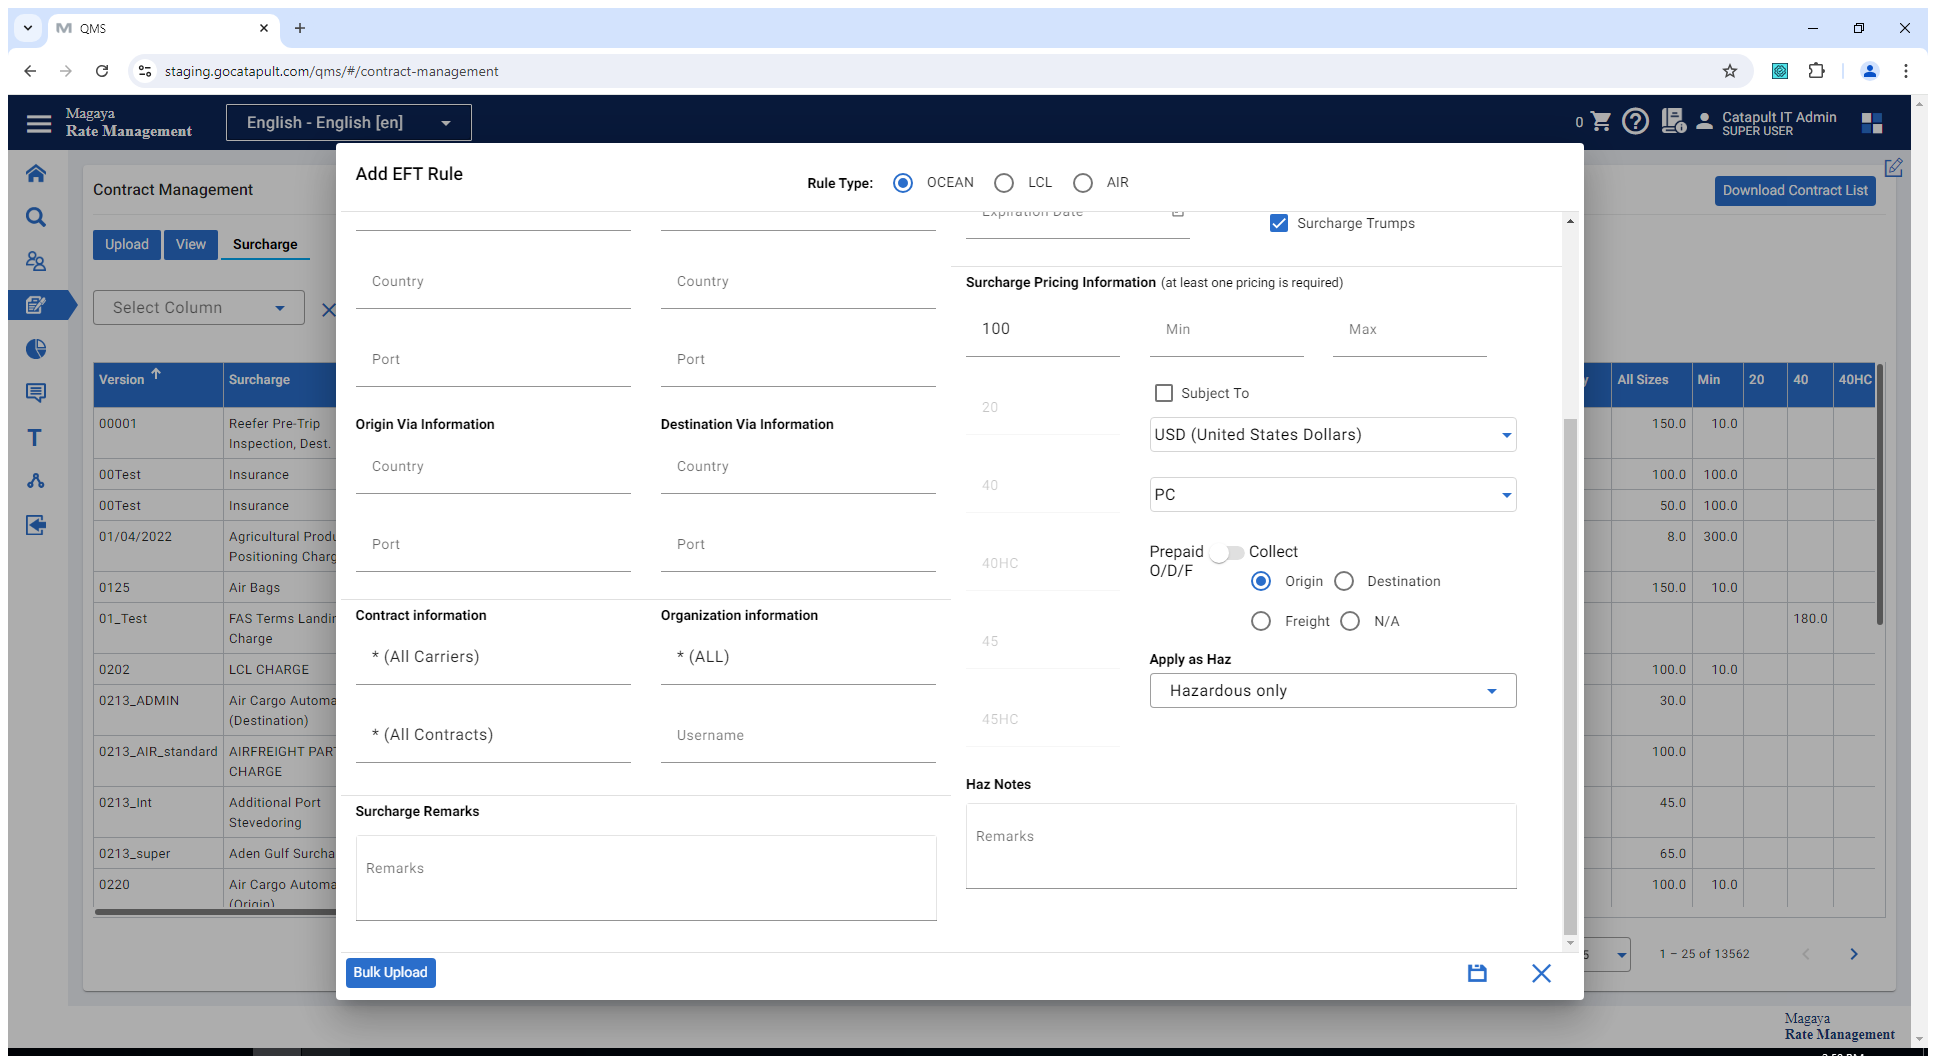 QMS
staging.gocatapult.com/qms/#/contract-management
Magaya
Rate Management
English - English [en]
0
Catapult IT Admin
SUPER USER
Contract Management
Download Contract List
Upload
View
Surcharge
Select Column
Version
Surcharge
All Sizes
Min
20
40
40HC
00001
Reefer Pre-Trip
Inspection, Dest.
150.0
10.0
00Test
Insurance
100.0
100.0
00Test
Insurance
50.0
100.0
01/04/2022
Agricultural Produ
Positioning Charg
8.0
300.0
0125
Air Bags
150.0
10.0
01_Test
FAS Terms Landin
Charge
180.0
0202
LCL CHARGE
100.0
10.0
0213_ADMIN
Air Cargo Automa
(Destination)
30.0
0213_AIR_standard
AIRFREIGHT PAR
CHARGE
100.0
0213_Int
Additional Port
Stevedoring
45.0
0213_super
Aden Gulf Surcha
65.0
0220
Air Cargo Automa
(Origin)
100.0
10.0
1 – 25 of 13562
Add EFT Rule
Rule Type:
OCEAN
LCL
AIR
Expiration Date
Surcharge Trumps
Country
Country
Port
Port
Origin Via Information
Destination Via Information
Country
Country
Port
Port
Contract information
Organization information
* (All Carriers)
* (ALL)
* (All Contracts)
Username
Surcharge Remarks
Remarks
Surcharge Pricing Information (at least one pricing is required)
100
Min
Max
20
40
40HC
45
45HC
Subject To
USD (United States Dollars)
PC
Prepaid
Collect
O/D/F
Origin
Destination
Freight
N/A
Apply as Haz
Hazardous only
Haz Notes
Remarks
Bulk Upload
Magaya
Rate Management